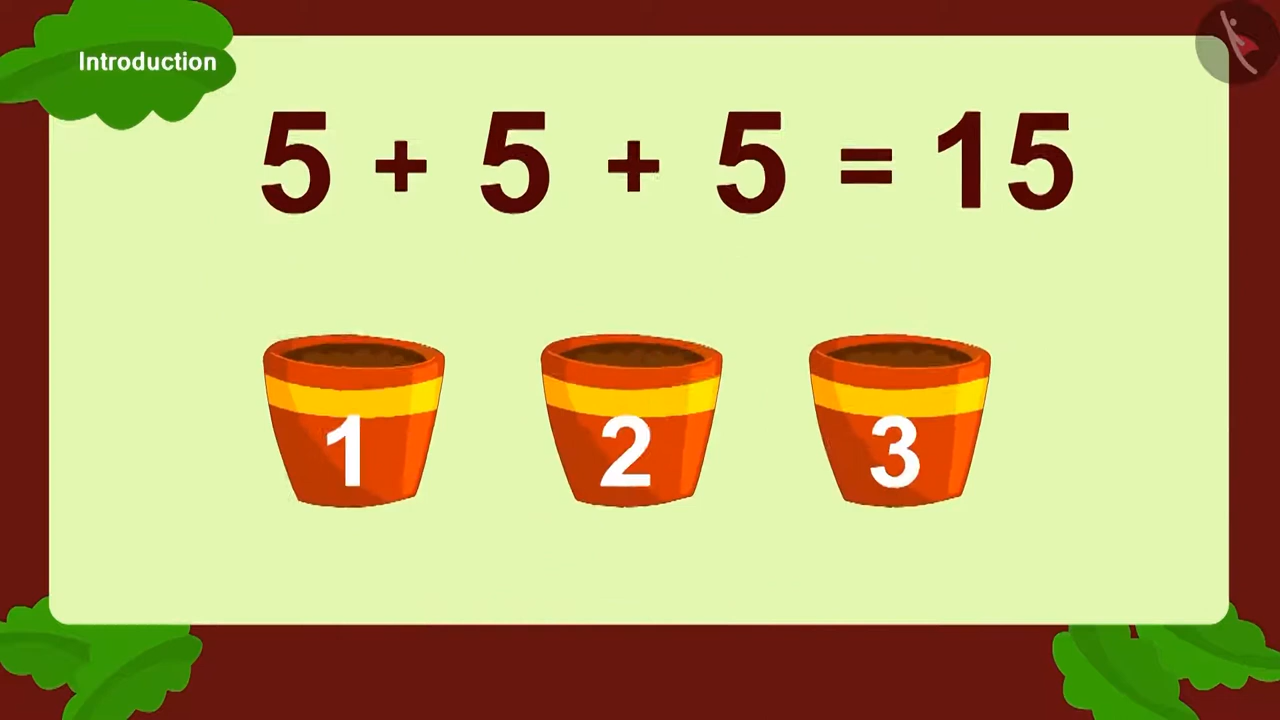 Introduction
5 + 5 + 5 = 15
1 2 3